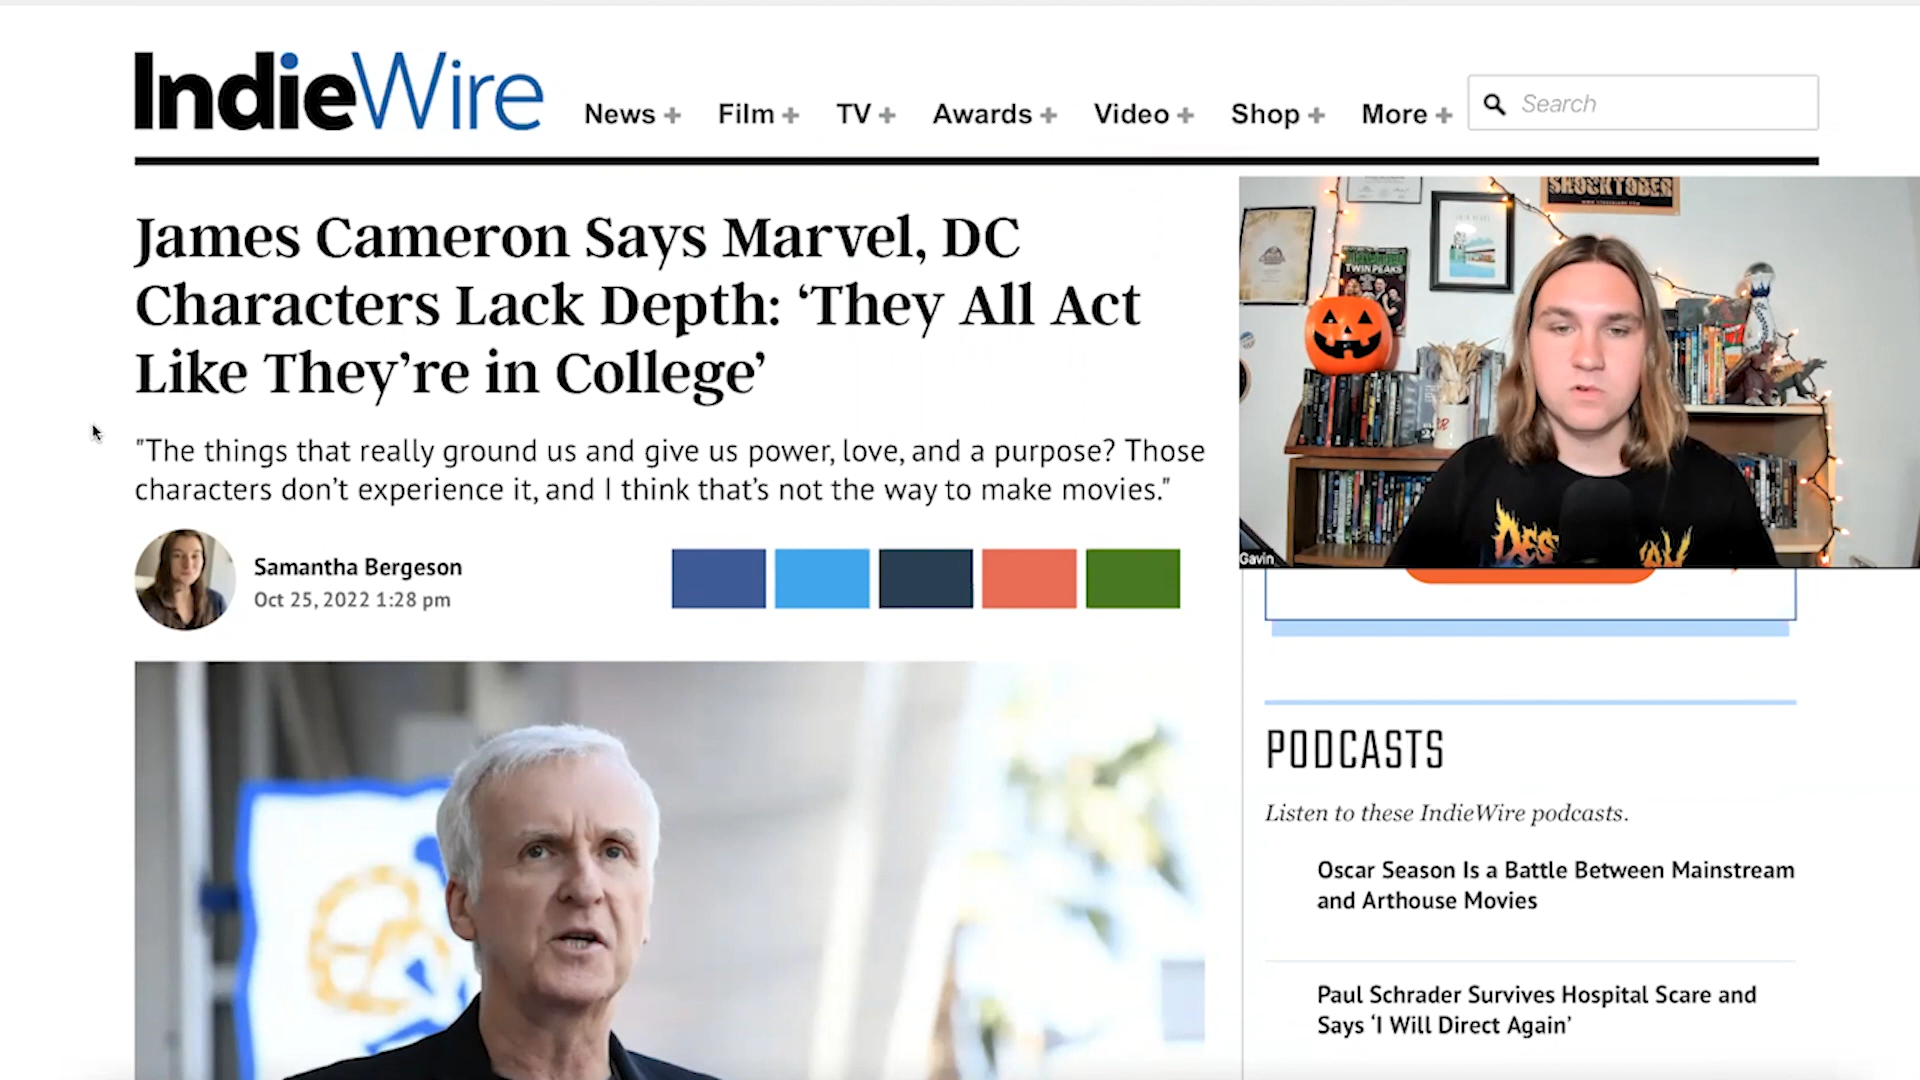 IndieWire
News + Film + TV + Awards + Video + Shop + More +
Search
James Cameron Says Marvel, DC
Characters Lack Depth: ‘They All Act
Like They’re in College’
"The things that really ground us and give us power, love, and a purpose? Those
characters don’t experience it, and I think that’s not the way to make movies."
Samantha Bergeson
Oct 25, 2022 1:28 pm
SHOCKTOBER
TWIN PEAKS
Gavin
PODCASTS
Listen to these IndieWire podcasts.
Oscar Season Is a Battle Between Mainstream
and Arthouse Movies
Paul Schrader Survives Hospital Scare and
Says ‘I Will Direct Again’